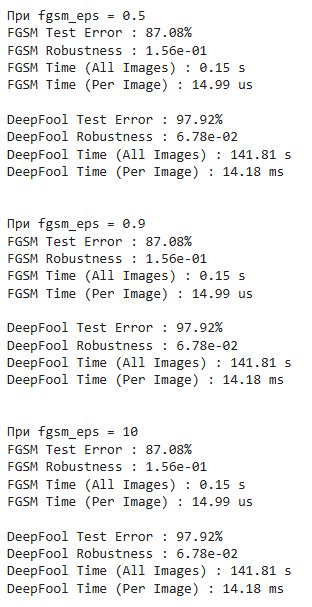 При fgsm_eps = 0.5
FGSM Test Error : 87.08%
FGSM Robustness : 1.56e-01
FGSM Time (All Images) : 0.15 s
FGSM Time (Per Image) : 14.99 us
DeepFool Test Error : 97.92%
DeepFool Robustness : 6.78e-02
DeepFool Time (All Images) : 141.81 s
DeepFool Time (Per Image) : 14.18 ms
При fgsm_eps = 0.9
FGSM Test Error : 87.08%
FGSM Robustness : 1.56e-01
FGSM Time (All Images) : 0.15 s
FGSM Time (Per Image) : 14.99 us
DeepFool Test Error : 97.92%
DeepFool Robustness : 6.78e-02
DeepFool Time (All Images) : 141.81 s
DeepFool Time (Per Image) : 14.18 ms
При fgsm_eps = 10
FGSM Test Error : 87.08%
FGSM Robustness : 1.56e-01
FGSM Time (All Images) : 0.15 s
FGSM Time (Per Image) : 14.99 us
DeepFool Test Error : 97.92%
DeepFool Robustness : 6.78e-02
DeepFool Time (All Images) : 141.81 s
DeepFool Time (Per Image) : 14.18 ms